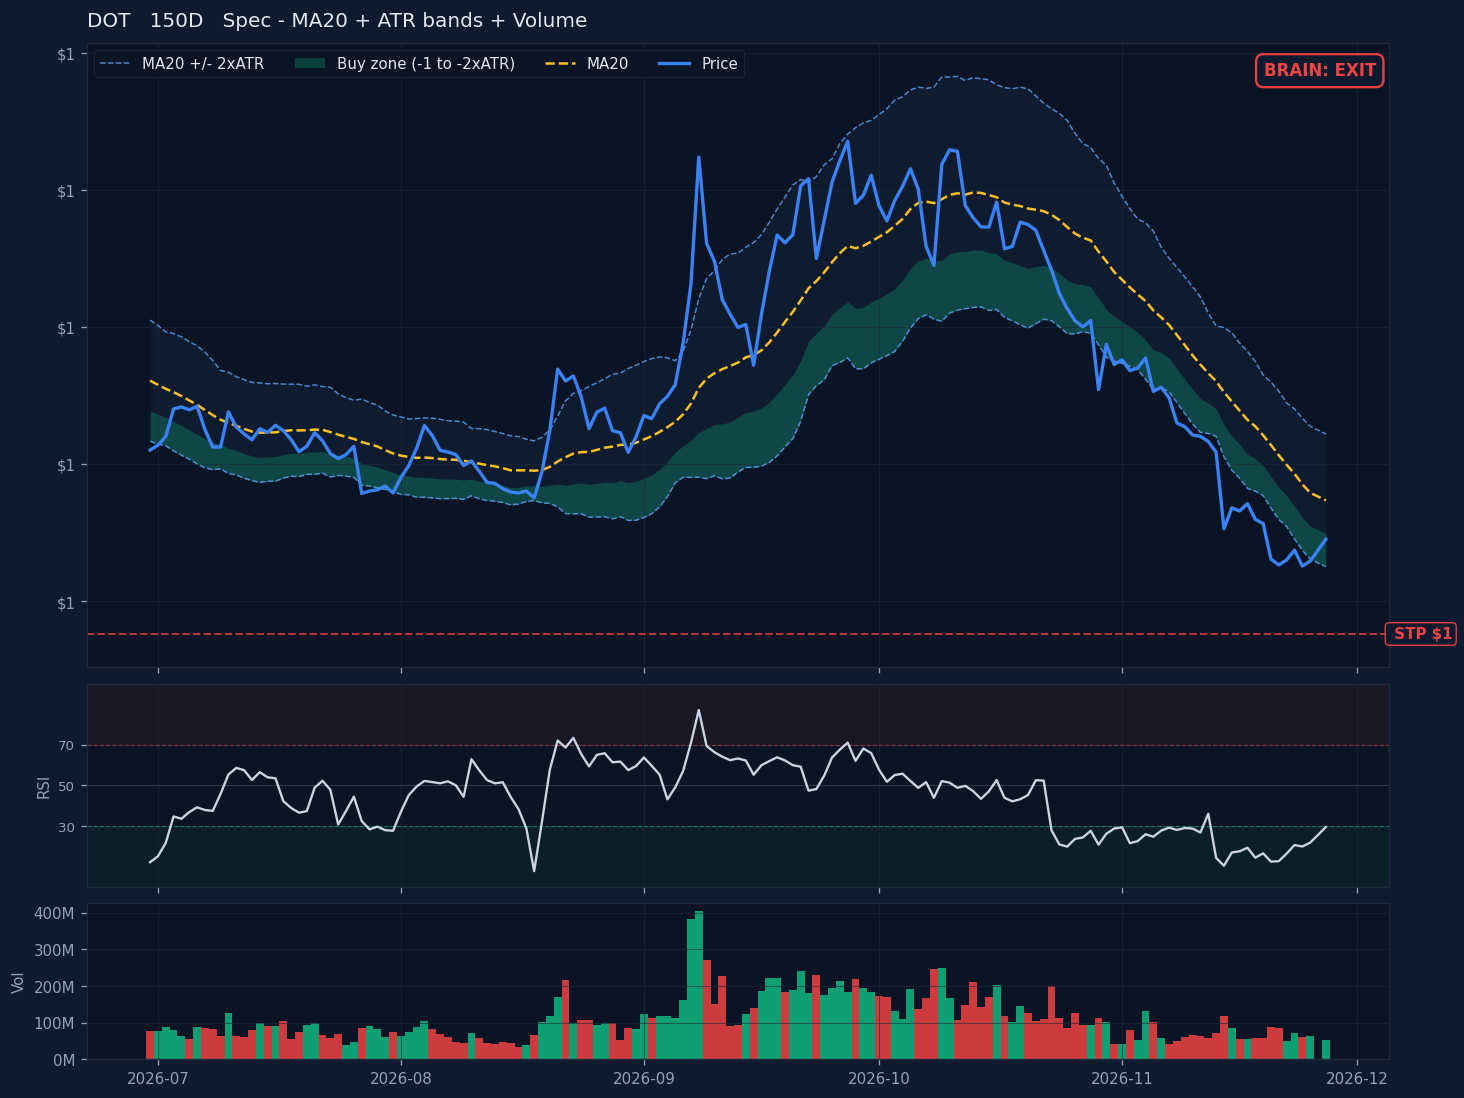 DOT   150D   Spec - MA20 + ATR bands + Volume
MA20 +/- 2xATR   Buy zone (-1 to -2xATR)   MA20   Price
BRAIN: EXIT
$1
$1
$1
$1
$1
STP $1
RSI
70
50
30
Vol
400M
300M
200M
100M
0M
2026-07   2026-08   2026-09   2026-10   2026-11   2026-12